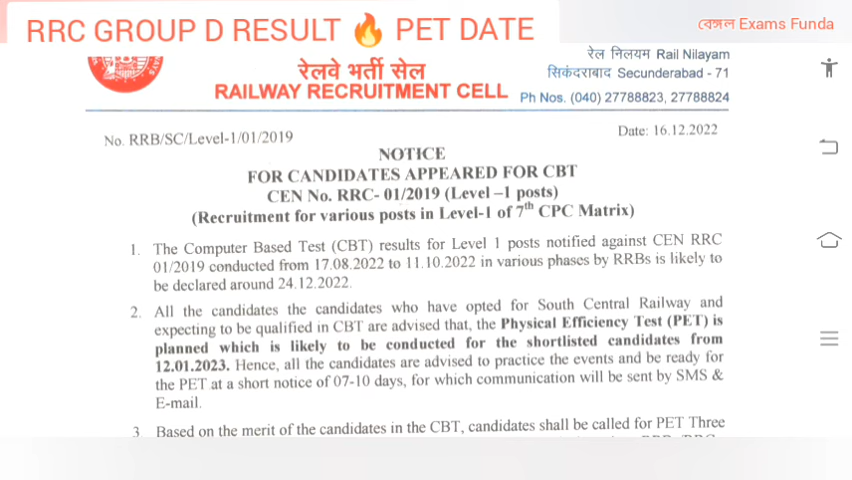 RRC GROUP D RESULT 🔥 PET DATE
বেঙ্গল Exams Funda
रेल निलयम Rail Nilayam
रेलवे भर्ती सेल
सिकंदराबाद Secunderabad - 71
RAILWAY RECRUITMENT CELL
Ph Nos. (040) 27788823, 27788824
No. RRB/SC/Level-1/01/2019
Date: 16.12.2022
NOTICE
FOR CANDIDATES APPEARED FOR CBT
CEN No. RRC- 01/2019 (Level –1 posts)
(Recruitment for various posts in Level-1 of 7th CPC Matrix)
1. The Computer Based Test (CBT) results for Level 1 posts notified against CEN RRC
01/2019 conducted from 17.08.2022 to 11.10.2022 in various phases by RRBs is likely to
be declared around 24.12.2022.
2. All the candidates the candidates who have opted for South Central Railway and
expecting to be qualified in CBT are advised that, the Physical Efficiency Test (PET) is
planned which is likely to be conducted for the shortlisted candidates from
12.01.2023. Hence, all the candidates are advised to practice the events and be ready for
the PET at a short notice of 07-10 days, for which communication will be sent by SMS &
E-mail.
3 Based on the merit of the candidates in the CBT, candidates shall be called for PET Three